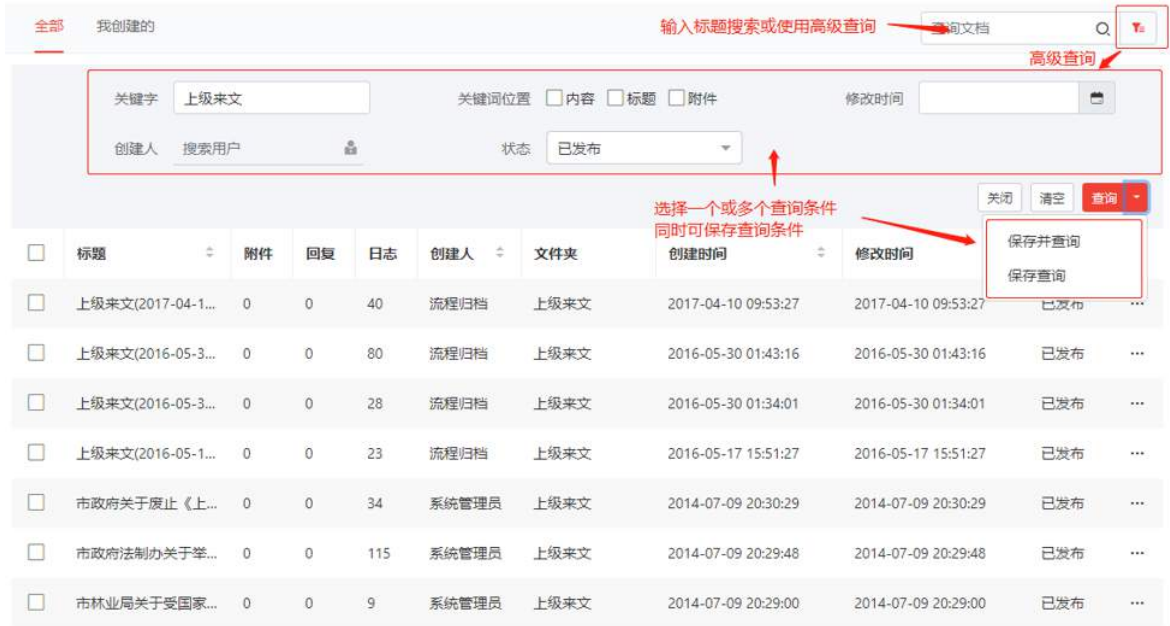 全部 我创建的 输入标题搜索或使用高级查询 查询文档
高级查询
关键字 上级来文 关键词位置 内容 标题 附件 修改时间
创建人 搜索用户 状态 已发布
关闭 清空 查询
选择一个或多个查询条件
同时可保存查询条件
保存并查询
保存查询
标题 附件 回复 日志 创建人 文件夹 创建时间 修改时间
上级来文(2017-04-1... 0 0 40 流程归档 上级来文 2017-04-10 09:53:27 2017-04-10 09:53:27 已发布 ...
上级来文(2016-05-3... 0 0 80 流程归档 上级来文 2016-05-30 01:43:16 2016-05-30 01:43:16 已发布 ...
上级来文(2016-05-3... 0 0 28 流程归档 上级来文 2016-05-30 01:34:01 2016-05-30 01:34:01 已发布 ...
上级来文(2016-05-1... 0 0 23 流程归档 上级来文 2016-05-17 15:51:27 2016-05-17 15:51:27 已发布 ...
市政府关于废止《上... 0 0 34 系统管理员 上级来文 2014-07-09 20:30:29 2014-07-09 20:30:29 已发布 ...
市政府法制办关于举... 0 0 115 系统管理员 上级来文 2014-07-09 20:29:48 2014-07-09 20:29:48 已发布 ...
市林业局关于受国家... 0 0 9 系统管理员 上级来文 2014-07-09 20:29:00 2014-07-09 20:29:00 已发布 ...